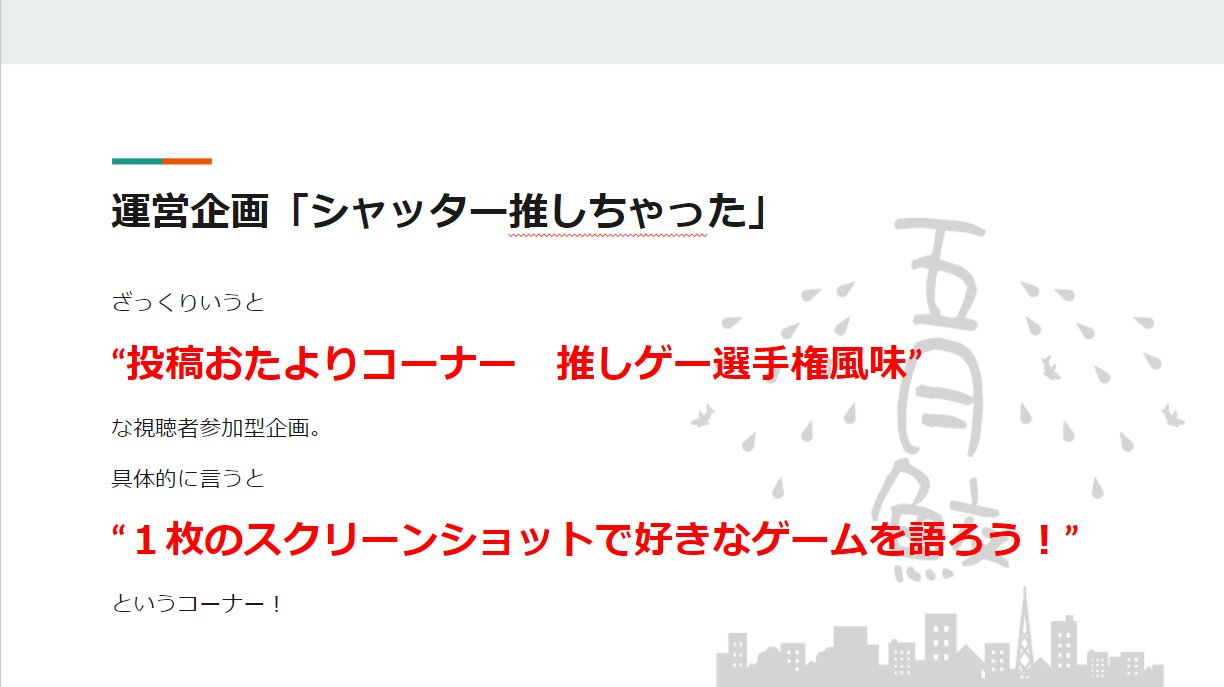 運営企画「シャッター推しちゃった」
ざっくりいうと
“投稿おたよりコーナー　推しゲー選手権風味”
な視聴者参加型企画。
具体的に言うと
“１枚のスクリーンショットで好きなゲームを語ろう！”
というコーナー！
五月鮫